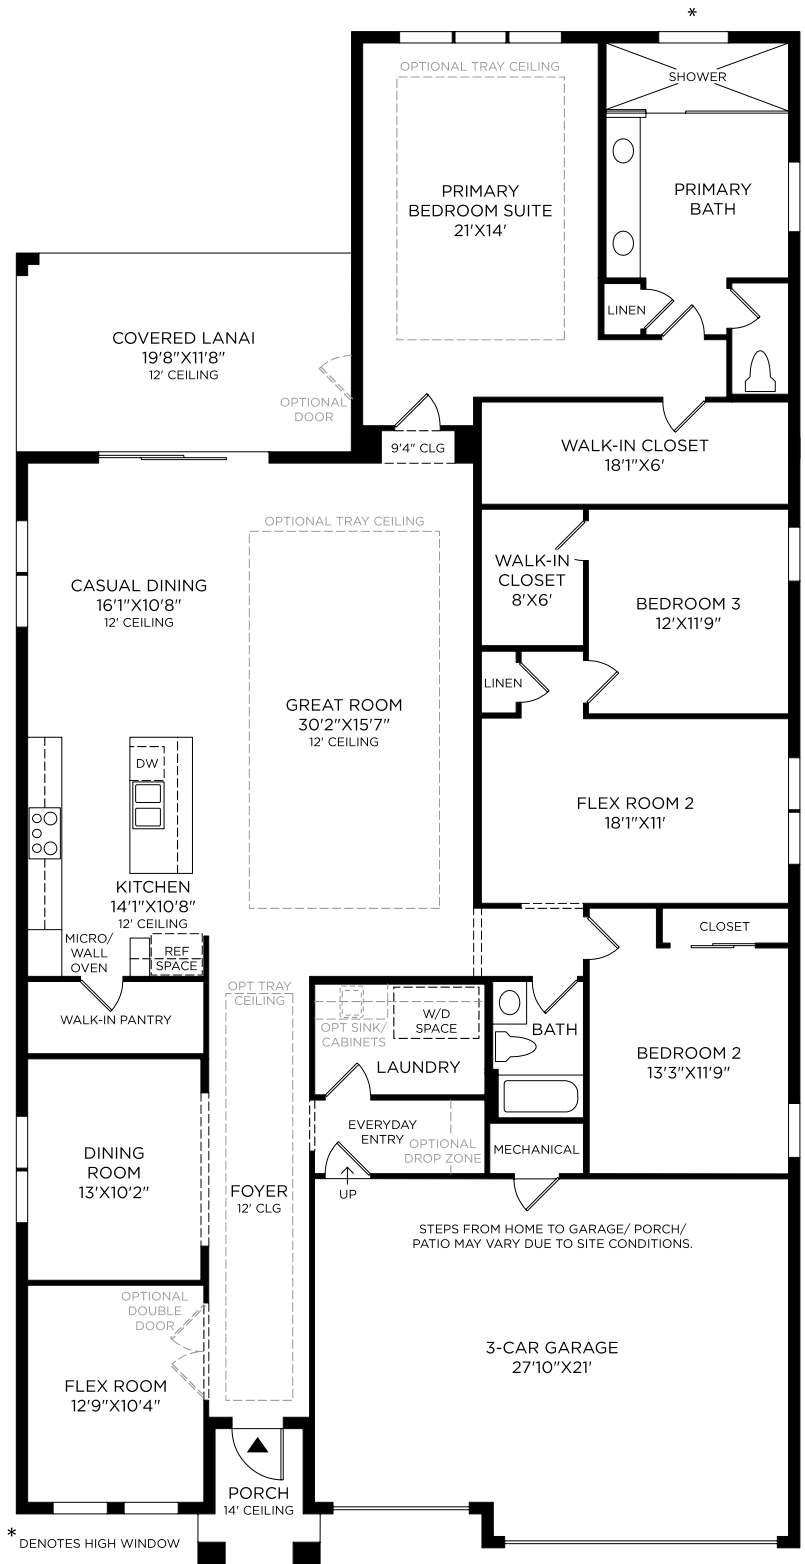 *
OPTIONAL TRAY CEILING
SHOWER
PRIMARY
BEDROOM SUITE
21'X14'
PRIMARY
BATH
LINEN
COVERED LANAI
19'8"X11'8"
12' CEILING
OPTIONAL
DOOR
9'4" CLG
WALK-IN CLOSET
18'1"X6'
OPTIONAL TRAY CEILING
CASUAL DINING
16'1"X10'8"
12' CEILING
WALK-IN
CLOSET
8'X6'
BEDROOM 3
12'X11'9"
LINEN
GREAT ROOM
30'2"X15'7"
12' CEILING
DW
FLEX ROOM 2
18'1"X11'
KITCHEN
14'1"X10'8"
12' CEILING
MICRO/
WALL
OVEN
REF
SPACE
CLOSET
WALK-IN PANTRY
OPT TRAY
CEILING
OPT SINK/
CABINETS
W/D
SPACE
LAUNDRY
BATH
BEDROOM 2
13'3"X11'9"
EVERYDAY
ENTRY
OPTIONAL
DROP ZONE
MECHANICAL
UP
DINING
ROOM
13'X10'2"
FOYER
12' CLG
STEPS FROM HOME TO GARAGE/ PORCH/
PATIO MAY VARY DUE TO SITE CONDITIONS.
OPTIONAL
DOUBLE
DOOR
3-CAR GARAGE
27'10"X21'
FLEX ROOM
12'9"X10'4"
PORCH
14' CEILING
* DENOTES HIGH WINDOW